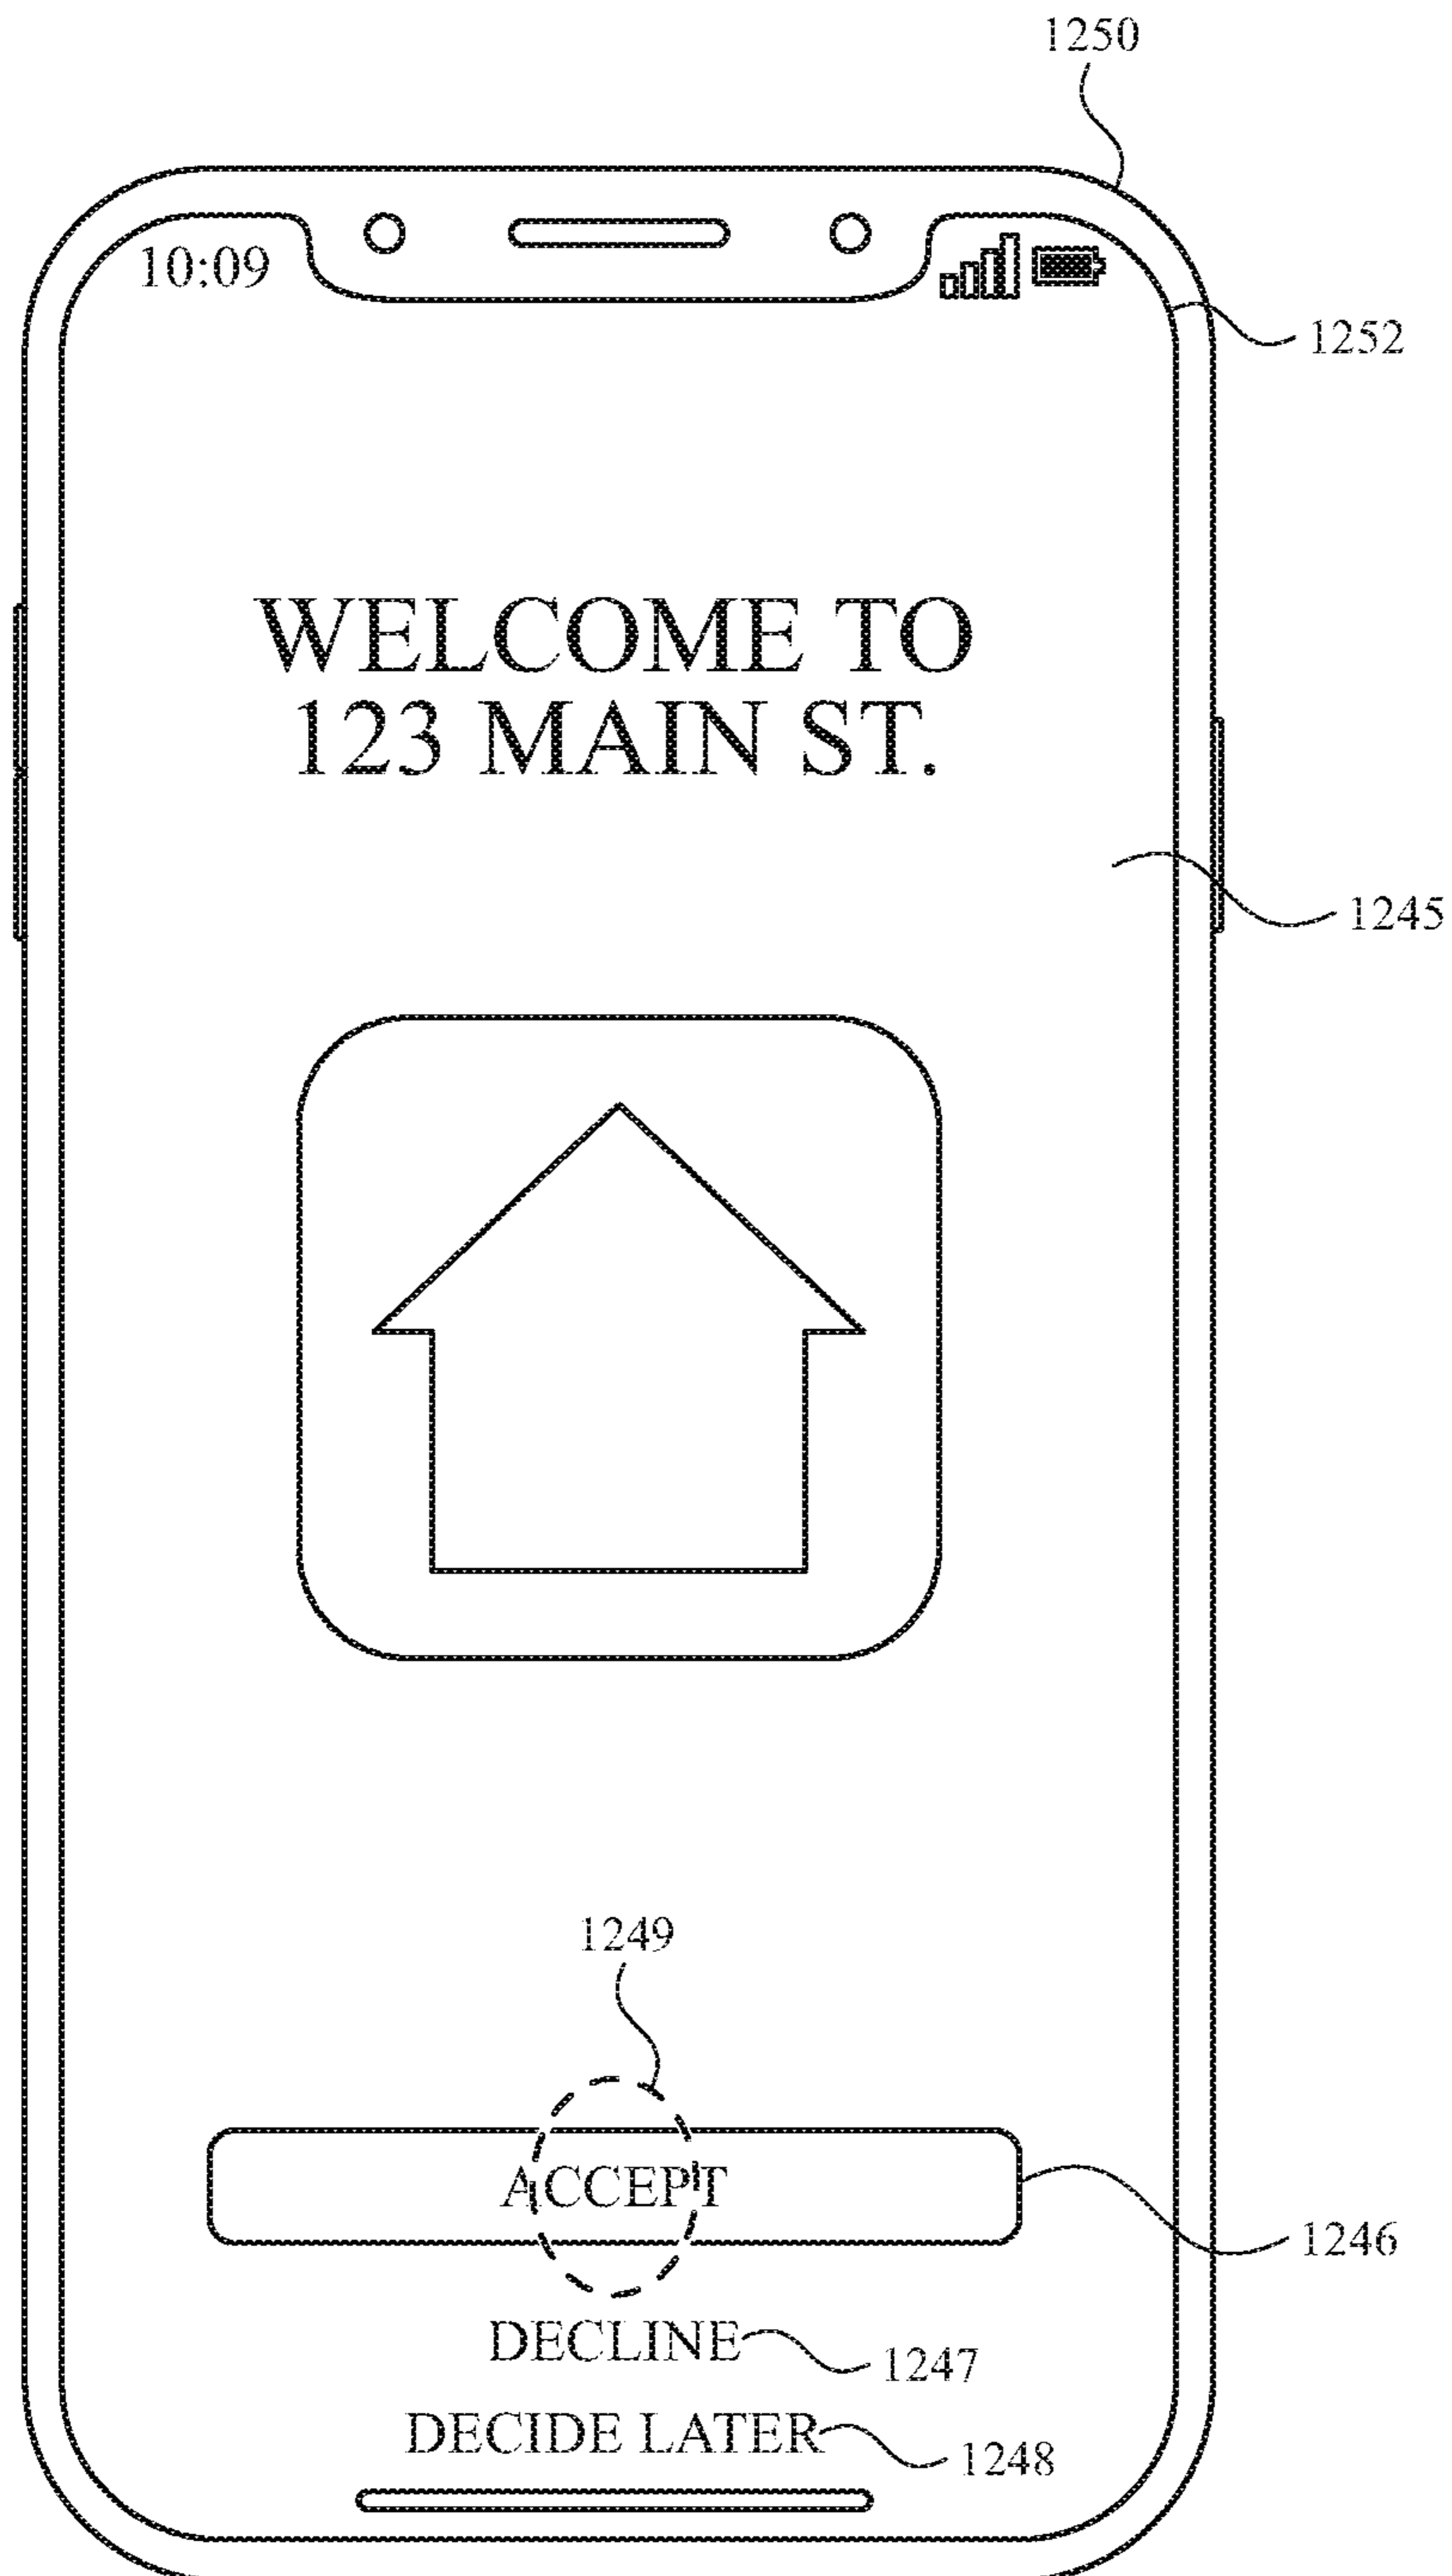 1250
10:09
1252
WELCOME TO
123 MAIN ST.
1245
1249
ACCEPT
1246
DECLINE
1247
DECIDE LATER
1248